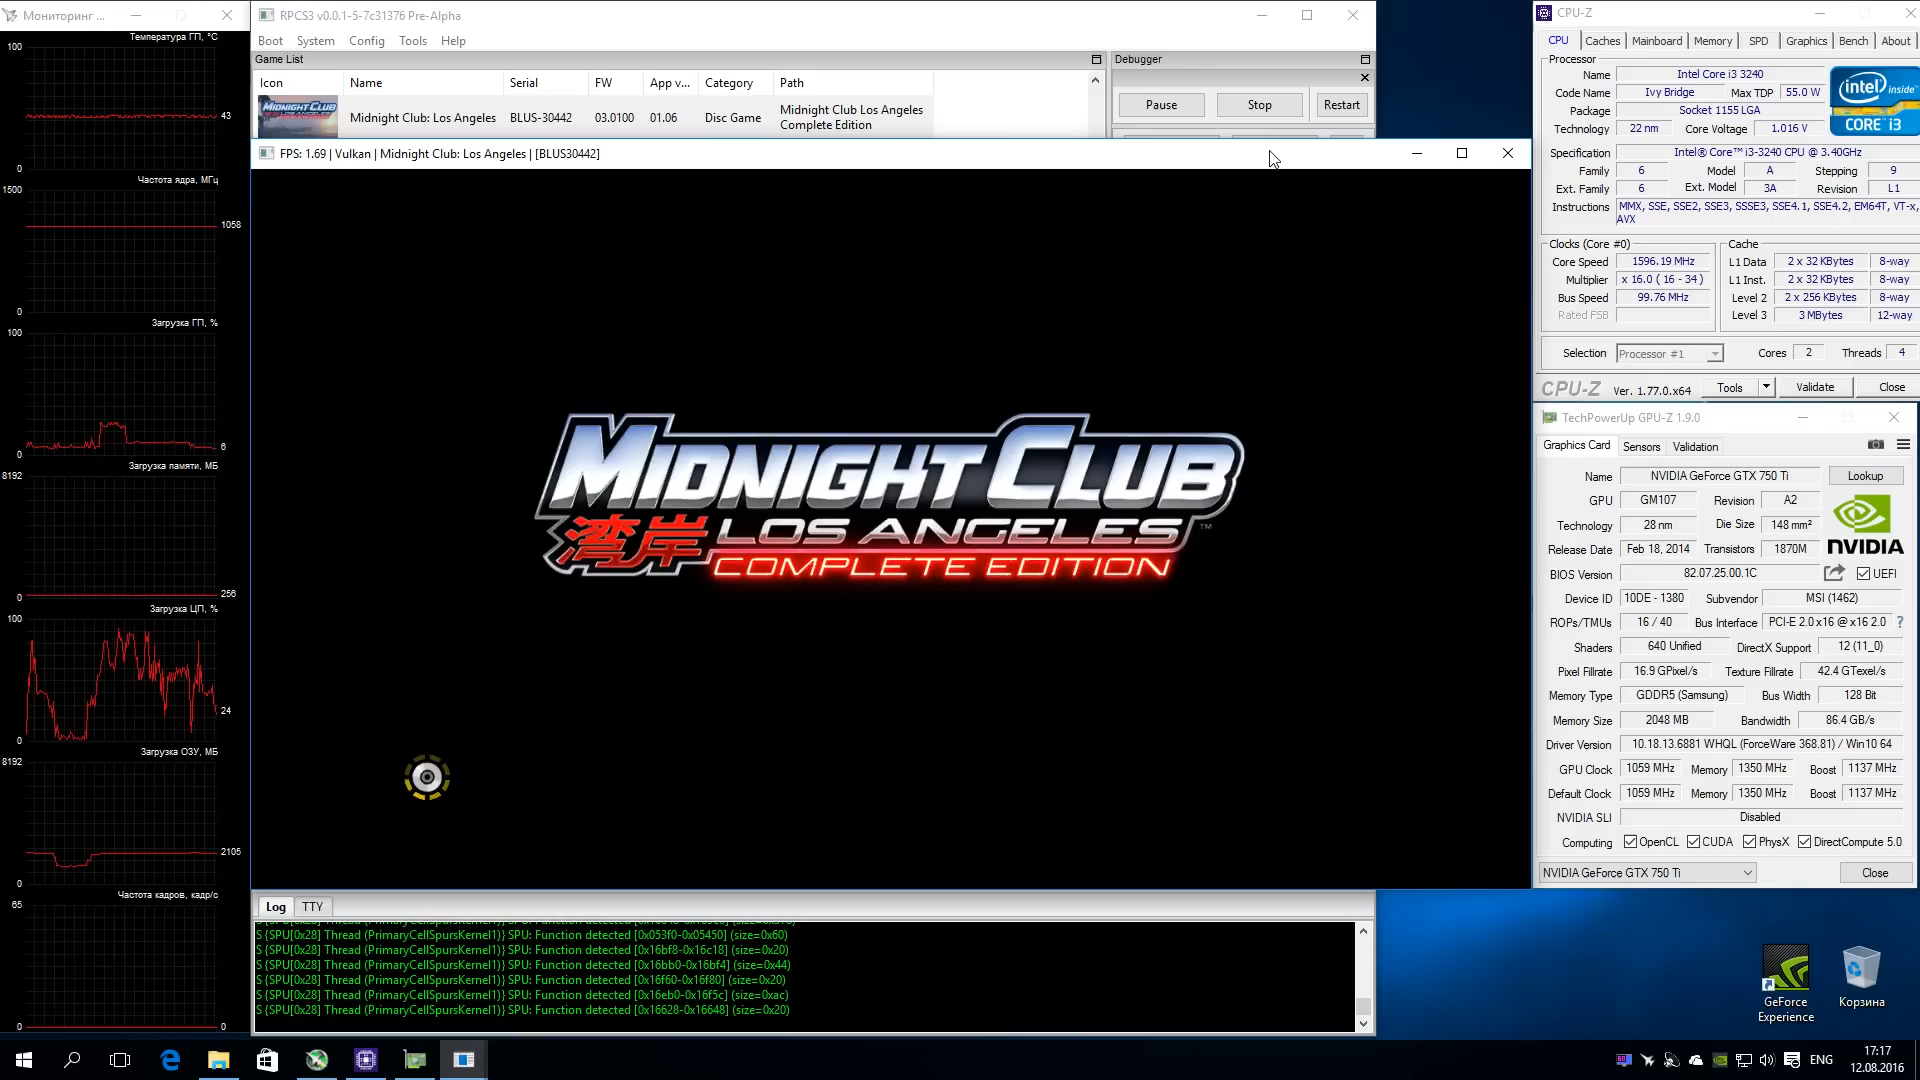 Мониторинг ...
Температура ГП, °C
100
43
0
Частота ядра, МГц
1500
1058
0
Загрузка ГП, %
100
6
0
Загрузка памяти, МБ
8192
256
0
Загрузка ЦП, %
100
24
0
Загрузка ОЗУ, МБ
8192
2105
0
Частота кадров, кадр/с
65
0
0
RPCS3 v0.0.1-5-7c31376 Pre-Alpha
Boot System Config Tools Help
Game List
Icon Name Serial FW App v... Category Path
MIDNIGHT CLUB
LOS ANGELES
Midnight Club: Los Angeles BLUS-30442 03.0100 01.06 Disc Game Midnight Club Los Angeles
Complete Edition
Debugger
Pause Stop Restart
FPS: 1.69 | Vulkan | Midnight Club: Los Angeles | [BLUS30442]
MIDNIGHT CLUB
湾岸 LOS ANGELES ™
COMPLETE EDITION
Log TTY
S {SPU[0x28] Thread (PrimaryCellSpursKernel1)} SPU: Function detected [0x053f0-0x05450] (size=0x60)
S {SPU[0x28] Thread (PrimaryCellSpursKernel1)} SPU: Function detected [0x16bf8-0x16c18] (size=0x20)
S {SPU[0x28] Thread (PrimaryCellSpursKernel1)} SPU: Function detected [0x16bb0-0x16bf4] (size=0x44)
S {SPU[0x28] Thread (PrimaryCellSpursKernel1)} SPU: Function detected [0x16f60-0x16f80] (size=0x20)
S {SPU[0x28] Thread (PrimaryCellSpursKernel1)} SPU: Function detected [0x16eb0-0x16f5c] (size=0xac)
S {SPU[0x28] Thread (PrimaryCellSpursKernel1)} SPU: Function detected [0x16628-0x16648] (size=0x20)
CPU-Z
CPU Caches Mainboard Memory SPD Graphics Bench About
Processor
Name Intel Core i3 3240
Code Name Ivy Bridge Max TDP 55.0 W
Package Socket 1155 LGA
Technology 22 nm Core Voltage 1.016 V
intel inside™
CORE i3
Specification Intel® Core™ i3-3240 CPU @ 3.40GHz
Family 6 Model A Stepping 9
Ext. Family 6 Ext. Model 3A Revision L1
Instructions MMX, SSE, SSE2, SSE3, SSSE3, SSE4.1, SSE4.2, EM64T, VT-x,
AVX
Clocks (Core #0)
Core Speed 1596.19 MHz
Multiplier x 16.0 ( 16 - 34 )
Bus Speed 99.76 MHz
Rated FSB
Cache
L1 Data 2 x 32 KBytes 8-way
L1 Inst. 2 x 32 KBytes 8-way
Level 2 2 x 256 KBytes 8-way
Level 3 3 MBytes 12-way
Selection Processor #1 Cores 2 Threads 4
CPU-Z Ver. 1.77.0.x64 Tools Validate Close
TechPowerUp GPU-Z 1.9.0
Graphics Card Sensors Validation
Name NVIDIA GeForce GTX 750 Ti Lookup
GPU GM107 Revision A2
Technology 28 nm Die Size 148 mm²
Release Date Feb 18, 2014 Transistors 1870M
NVIDIA
BIOS Version 82.07.25.00.1C UEFI
Device ID 10DE - 1380 Subvendor MSI (1462)
ROPs/TMUs 16 / 40 Bus Interface PCI-E 2.0 x16 @ x16 2.0 ?
Shaders 640 Unified DirectX Support 12 (11_0)
Pixel Fillrate 16.9 GPixel/s Texture Fillrate 42.4 GTexel/s
Memory Type GDDR5 (Samsung) Bus Width 128 Bit
Memory Size 2048 MB Bandwidth 86.4 GB/s
Driver Version 10.18.13.6881 WHQL (ForceWare 368.81) / Win10 64
GPU Clock 1059 MHz Memory 1350 MHz Boost 1137 MHz
Default Clock 1059 MHz Memory 1350 MHz Boost 1137 MHz
NVIDIA SLI Disabled
Computing OpenCL CUDA PhysX DirectCompute 5.0
NVIDIA GeForce GTX 750 Ti Close
GeForce
Experience
Корзина
ENG
17:17
12.08.2016